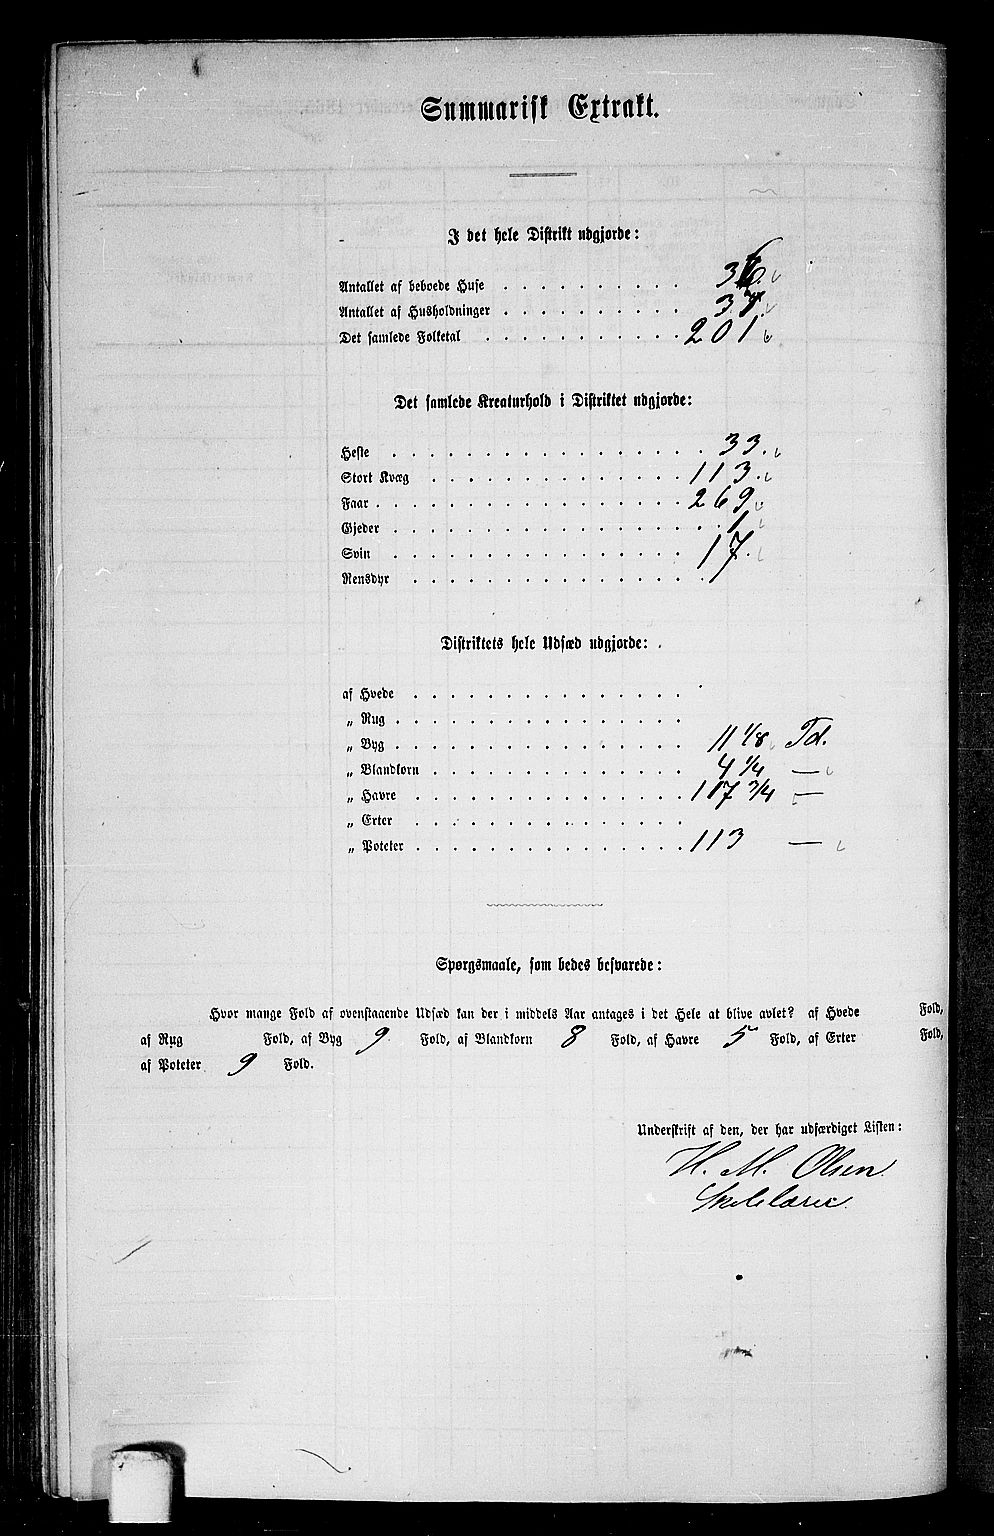 Summarisk Extrakt.
I det hele Distrikt udgjorde:
Antallet af beboede Huse . . . . . . . . . . 36
Antallet af Husholdninger . . . . . . . . . . 37
Det samlede Folketal . . . . . . . . . . . 201
Det samlede Kreaturhold i Distriktet udgjorde:
Heste . . . . . . . . . . . . . . . . 33.
Stort Kvæg . . . . . . . . . . . . . 113.
Faar . . . . . . . . . . . . . . . . 269
Gjeder . . . . . . . . . . . . . . . . 1
Svin . . . . . . . . . . . . . . . 17.
Rensdyr . . . . . . . . . . . . . . .
Distriktets hele Udsæd udgjorde:
af Hvede . . . . . . . . . . . . . .
„ Rug . . . . . . . . . . . . . . .
„ Byg . . . . . . . . . . . . . . . 11 1/8 Td.
„ Blandkorn . . . . . . . . . . . . . 4 1/4 —
„ Havre . . . . . . . . . . . . . . 117 3/4 —
„ Erter . . . . . . . . . . . . . .
„ Poteter . . . . . . . . . . . . . . 113 —
Spørgsmaale, som bedes besvarede:
Hvor mange Fold af ovenstaaende Udsæd kan der i middels Aar antages i det Hele at blive avlet? af Hvede Fold,
af Rug Fold, af Byg 9 Fold, af Blandkorn 8 Fold, af Havre 5 Fold, af Erter Fold,
af Poteter 9 Fold.
Underskrift af den, der har udfærdiget Listen:
H. M. Olsen
Skolelærer.